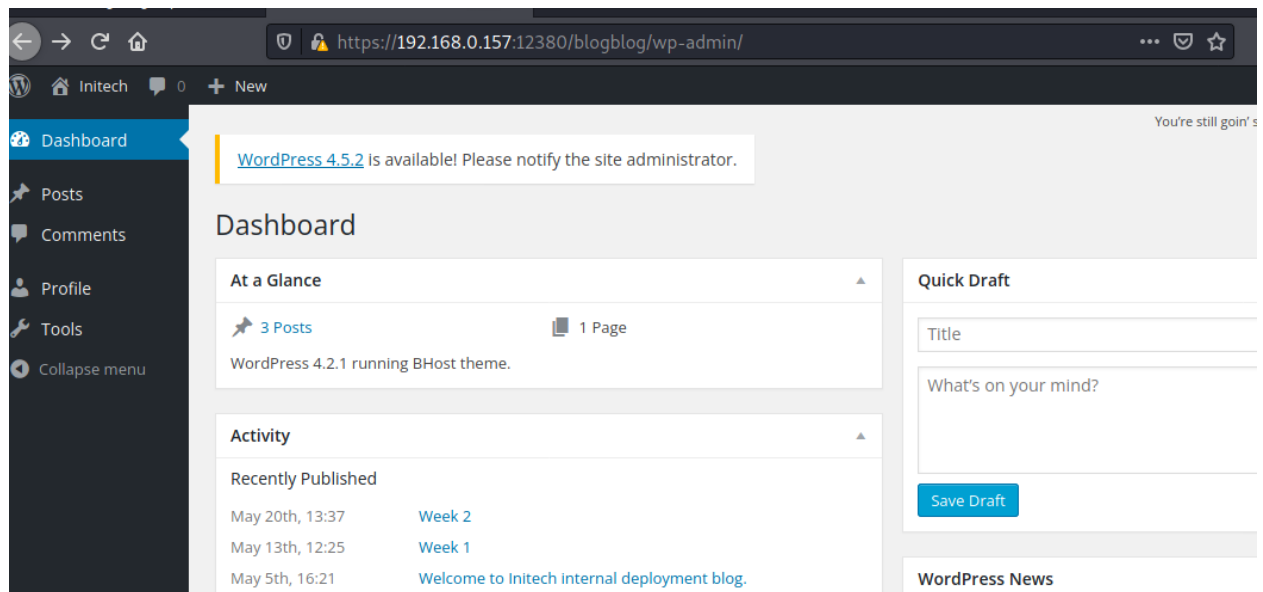 https://192.168.0.157:12380/blogblog/wp-admin/
Initech 0 + New
You're still goin' s
Dashboard
WordPress 4.5.2 is available! Please notify the site administrator.
Posts
Comments
Profile
Tools
Collapse menu
Dashboard
At a Glance
3 Posts 1 Page
WordPress 4.2.1 running BHost theme.
Activity
Recently Published
May 20th, 13:37 Week 2
May 13th, 12:25 Week 1
May 5th, 16:21 Welcome to Initech internal deployment blog.
Quick Draft
Title
What's on your mind?
Save Draft
WordPress News